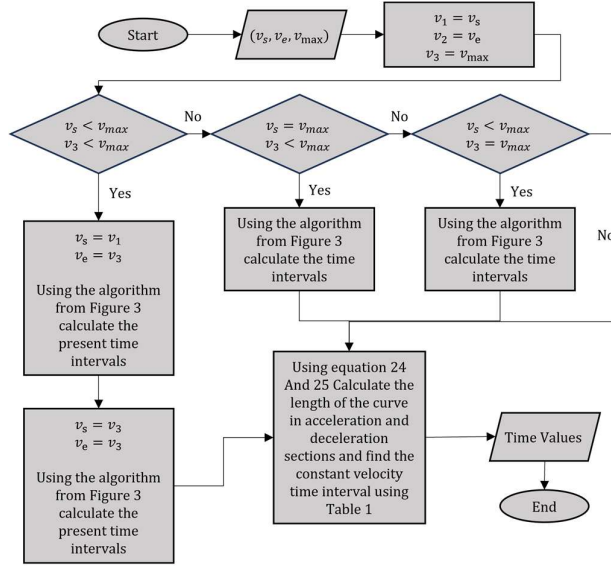 Start
(v_s, v_e, v_max)
v_1 = v_s
v_2 = v_e
v_3 = v_max
v_s < v_max
v_3 < v_max
No
v_s = v_max
v_3 < v_max
No
v_s < v_max
v_3 = v_max
Yes
Yes
Yes
No
v_s = v_1
v_e = v_3
Using the algorithm
from Figure 3
calculate the
present time
intervals
Using the algorithm
from Figure 3
calculate the time
intervals
Using the algorithm
from Figure 3
calculate the time
intervals
v_s = v_3
v_e = v_3
Using the algorithm
from Figure 3
calculate the
present time
intervals
Using equation 24
And 25 Calculate the
length of the curve
in acceleration and
deceleration
sections and find the
constant velocity
time interval using
Table 1
Time Values
End